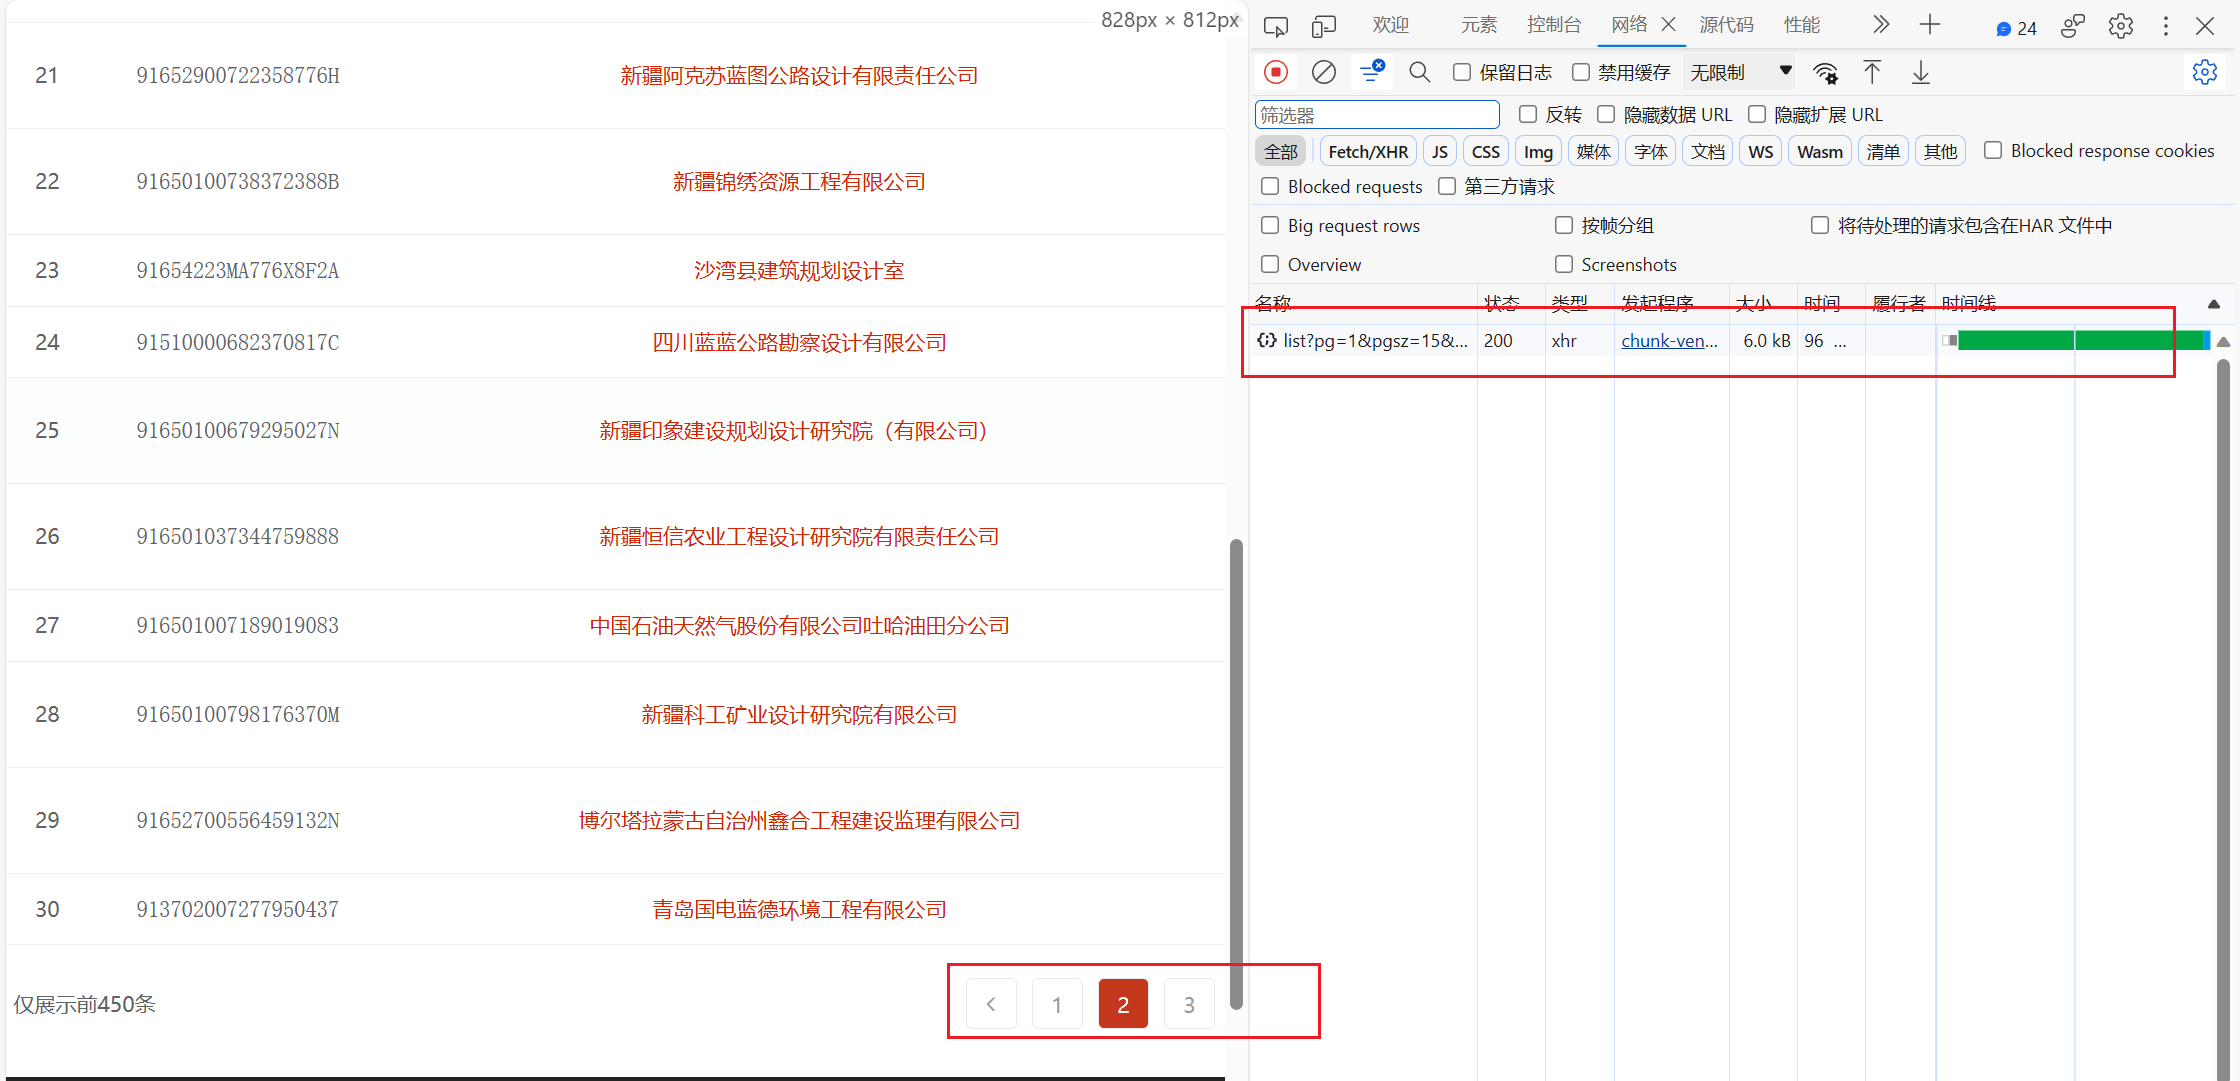 828px × 812px
21 91652900722358776H 新疆阿克苏蓝图公路设计有限责任公司
22 91650100738372388B 新疆锦绣资源工程有限公司
23 91654223MA776X8F2A 沙湾县建筑规划设计室
24 91510000682370817C 四川蓝蓝公路勘察设计有限公司
25 91650100679295027N 新疆印象建设规划设计研究院（有限公司）
26 916501037344759888 新疆恒信农业工程设计研究院有限责任公司
27 916501007189019083 中国石油天然气股份有限公司吐哈油田分公司
28 91650100798176370M 新疆科工矿业设计研究院有限公司
29 91652700556459132N 博尔塔拉蒙古自治州鑫合工程建设监理有限公司
30 913702007277950437 青岛国电蓝德环境工程有限公司
仅展示前450条 1 2 3
欢迎 元素 控制台 网络 源代码 性能 24
保留日志 禁用缓存 无限制
筛选器 反转 隐藏数据 URL 隐藏扩展 URL
全部 Fetch/XHR JS CSS Img 媒体 字体 文档 WS Wasm 清单 其他 Blocked response cookies
Blocked requests 第三方请求
Big request rows 按帧分组 将待处理的请求包含在HAR 文件中
Overview Screenshots
名称 状态 类型 发起程序 大小 时间 履行者 时间线
list?pg=1&pgsz=15&... 200 xhr chunk-ven... 6.0 kB 96 ...